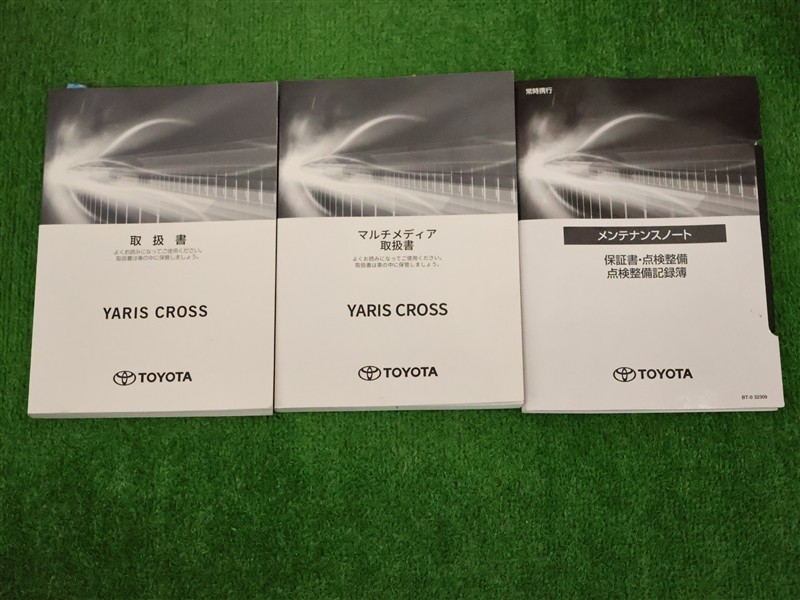 取扱書
よくお読みになってご使用ください。
取扱書は車の中に保管しましょう。
YARIS CROSS
TOYOTA
マルチメディア
取扱書
よくお読みになってご使用ください。
取扱書は車の中に保管しましょう。
YARIS CROSS
TOYOTA
常時携行
メンテナンスノート
保証書・点検整備
点検整備記録簿
TOYOTA
BT-0 32309